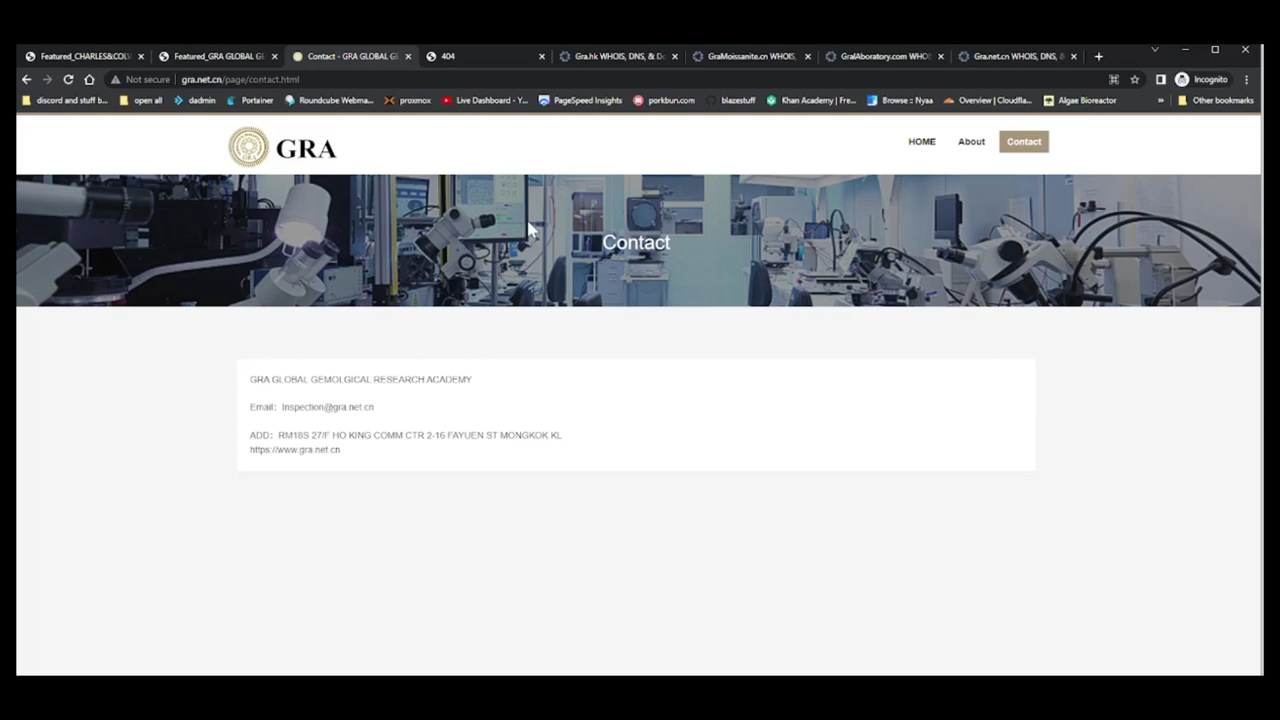 Featured_CHARLES&COLV
Featured_GRA GLOBAL GE
Contact - GRA GLOBAL GE
404
Gra.hk WHOIS, DNS, & Do
GraMoissanite.cn WHOIS,
GralAboratory.com WHOIS
Gra.net.cn WHOIS, DNS, &
Not secure
gra.net.cn/page/contact.html
Incognito
discord and stuff b...
open all
dadmin
Portainer
Roundcube Webma...
proxmox
Live Dashboard - Y...
PageSpeed Insights
porkbun.com
blazestuff
Khan Academy | Fre...
Browse :: Nyaa
Overview | Cloudfla...
Algae Bioreactor
»
Other bookmarks
GRA
HOME
About
Contact
Contact
GRA GLOBAL GEMOLGICAL RESEARCH ACADEMY
Email: Inspection@gra.net.cn
ADD: RM18S 27/F HO KING COMM CTR 2-16 FAYUEN ST MONGKOK KL
https://www.gra.net.cn